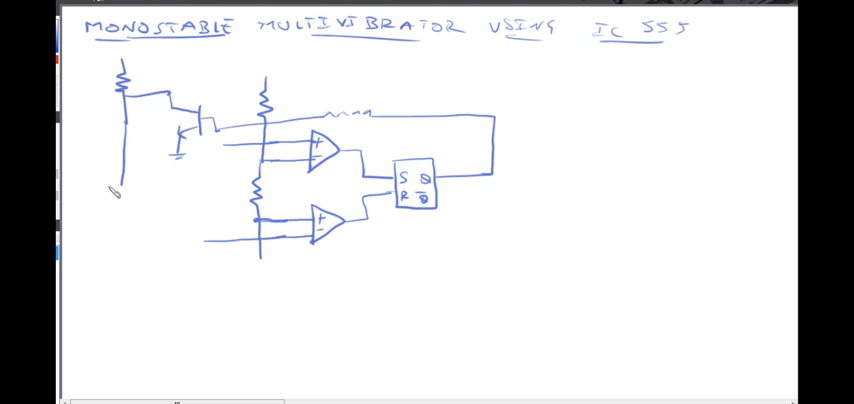 MONOSTABLE MULTIVIBRATOR USING IC 555
+
-
S Q
R Q̅
+
-